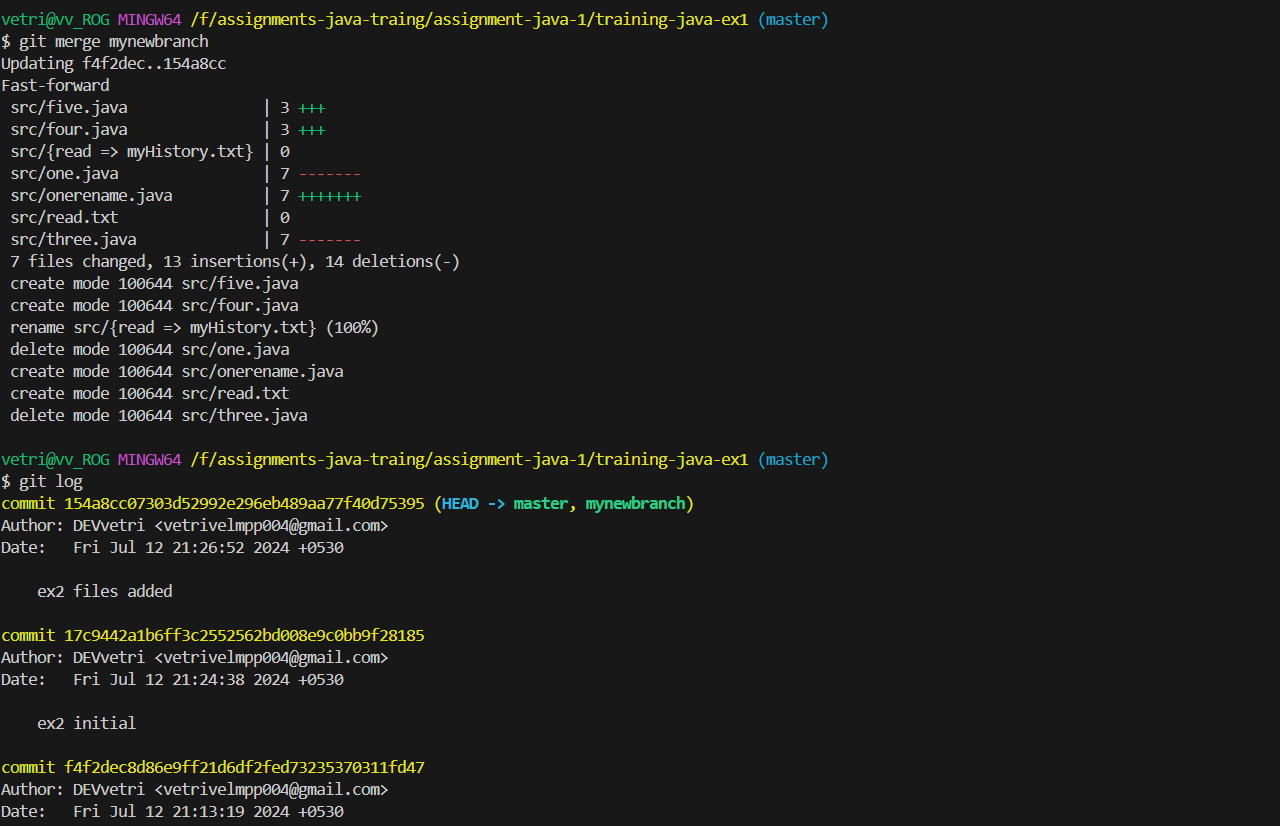 vetri@vv_ROG MINGW64 /f/assignments-java-traing/assignment-java-1/training-java-ex1 (master)
$ git merge mynewbranch
Updating f4f2dec..154a8cc
Fast-forward
 src/five.java               | 3 +++
 src/four.java               | 3 +++
 src/{read => myHistory.txt} | 0
 src/one.java                | 7 -------
 src/onerename.java          | 7 +++++++
 src/read.txt                | 0
 src/three.java              | 7 -------
 7 files changed, 13 insertions(+), 14 deletions(-)
 create mode 100644 src/five.java
 create mode 100644 src/four.java
 rename src/{read => myHistory.txt} (100%)
 delete mode 100644 src/one.java
 create mode 100644 src/onerename.java
 create mode 100644 src/read.txt
 delete mode 100644 src/three.java
vetri@vv_ROG MINGW64 /f/assignments-java-traing/assignment-java-1/training-java-ex1 (master)
$ git log
commit 154a8cc07303d52992e296eb489aa77f40d75395 (HEAD -> master, mynewbranch)
Author: DEVvetri <vetrivelmpp004@gmail.com>
Date:   Fri Jul 12 21:26:52 2024 +0530
    ex2 files added
commit 17c9442a1b6ff3c2552562bd008e9c0bb9f28185
Author: DEVvetri <vetrivelmpp004@gmail.com>
Date:   Fri Jul 12 21:24:38 2024 +0530
    ex2 initial
commit f4f2dec8d86e9ff21d6df2fed73235370311fd47
Author: DEVvetri <vetrivelmpp004@gmail.com>
Date:   Fri Jul 12 21:13:19 2024 +0530